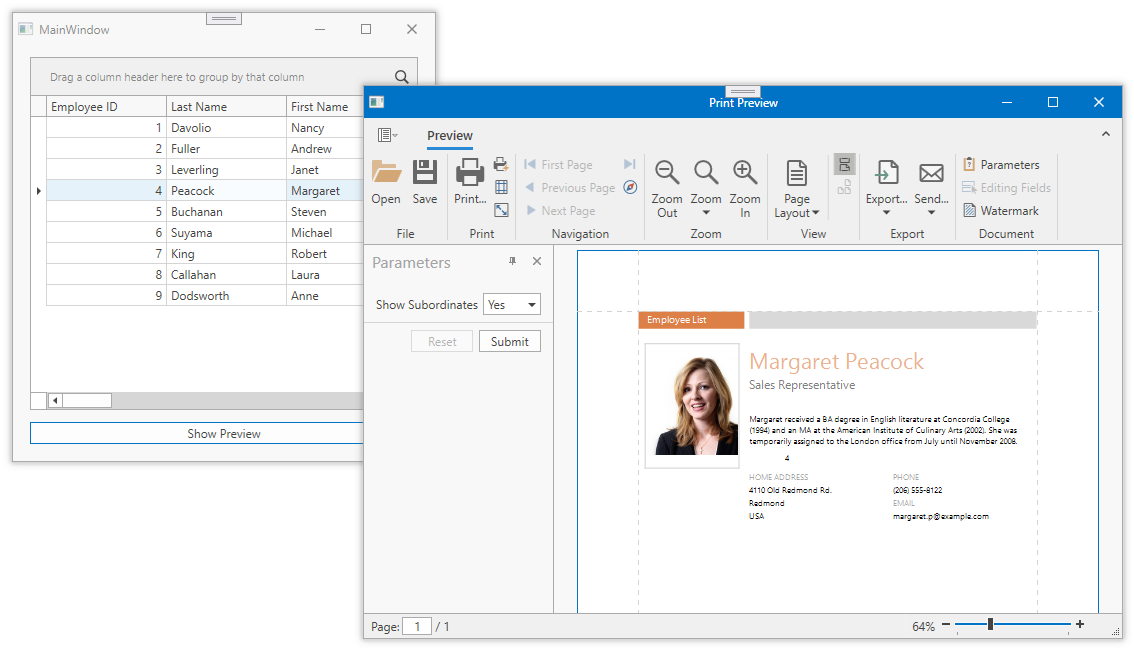 MainWindow
Drag a column header here to group by that column
Employee ID Last Name First Name
1 Davolio Nancy
2 Fuller Andrew
3 Leverling Janet
4 Peacock Margaret
5 Buchanan Steven
6 Suyama Michael
7 King Robert
8 Callahan Laura
9 Dodsworth Anne
Show Preview
Print Preview
Preview
Open Save Print... First Page Previous Page Next Page Zoom Out Zoom Zoom In Page Layout Export... Send... Parameters Editing Fields Watermark
File Print Navigation Zoom View Export Document
Parameters
Show Subordinates Yes
Reset Submit
Employee List
Margaret Peacock
Sales Representative
Margaret received a BA degree in English literature at Concordia College
(1994) and an MA at the American Institute of Culinary Arts (2002). She was
temporarily assigned to the London office from July until November 2008.
4
HOME ADDRESS PHONE
4110 Old Redmond Rd. (206) 555-8122
Redmond EMAIL
USA margaret.p@example.com
Page: 1 / 1 64%